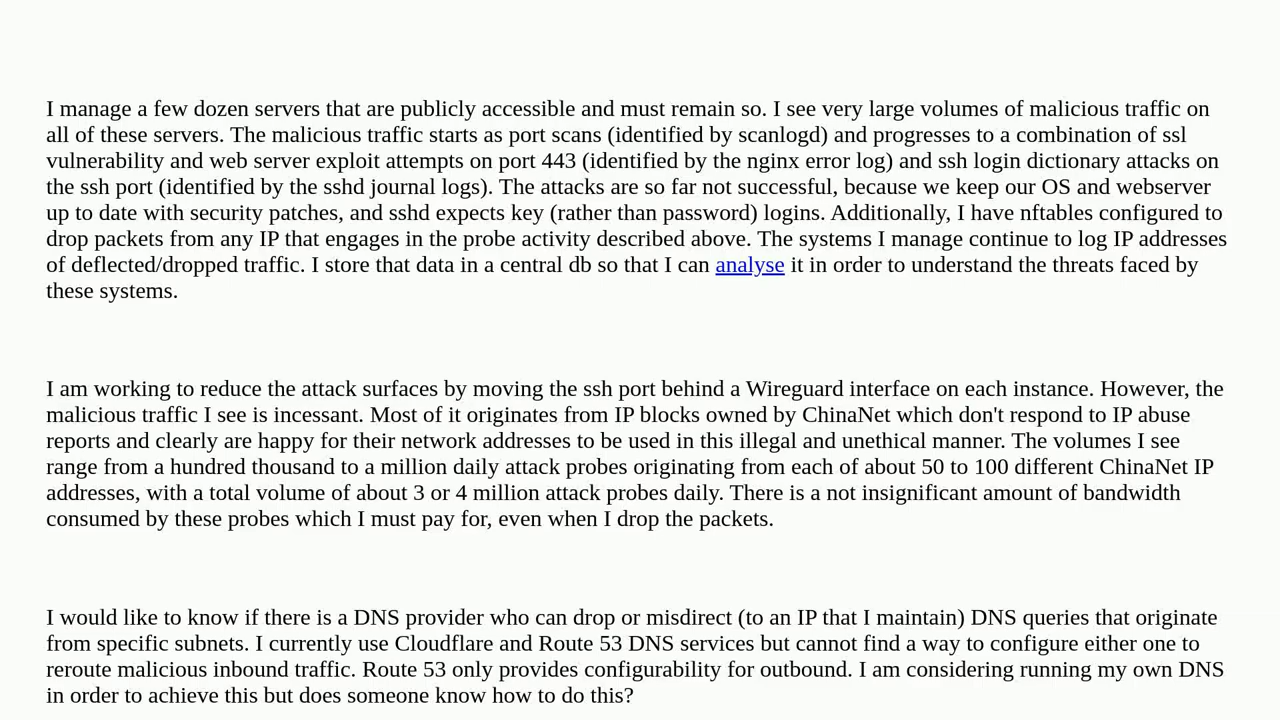 I manage a few dozen servers that are publicly accessible and must remain so. I see very large volumes of malicious traffic on
all of these servers. The malicious traffic starts as port scans (identified by scanlogd) and progresses to a combination of ssl
vulnerability and web server exploit attempts on port 443 (identified by the nginx error log) and ssh login dictionary attacks on
the ssh port (identified by the sshd journal logs). The attacks are so far not successful, because we keep our OS and webserver
up to date with security patches, and sshd expects key (rather than password) logins. Additionally, I have nftables configured to
drop packets from any IP that engages in the probe activity described above. The systems I manage continue to log IP addresses
of deflected/dropped traffic. I store that data in a central db so that I can analyse it in order to understand the threats faced by
these systems.
I am working to reduce the attack surfaces by moving the ssh port behind a Wireguard interface on each instance. However, the
malicious traffic I see is incessant. Most of it originates from IP blocks owned by ChinaNet which don't respond to IP abuse
reports and clearly are happy for their network addresses to be used in this illegal and unethical manner. The volumes I see
range from a hundred thousand to a million daily attack probes originating from each of about 50 to 100 different ChinaNet IP
addresses, with a total volume of about 3 or 4 million attack probes daily. There is a not insignificant amount of bandwidth
consumed by these probes which I must pay for, even when I drop the packets.
I would like to know if there is a DNS provider who can drop or misdirect (to an IP that I maintain) DNS queries that originate
from specific subnets. I currently use Cloudflare and Route 53 DNS services but cannot find a way to configure either one to
reroute malicious inbound traffic. Route 53 only provides configurability for outbound. I am considering running my own DNS
in order to achieve this but does someone know how to do this?